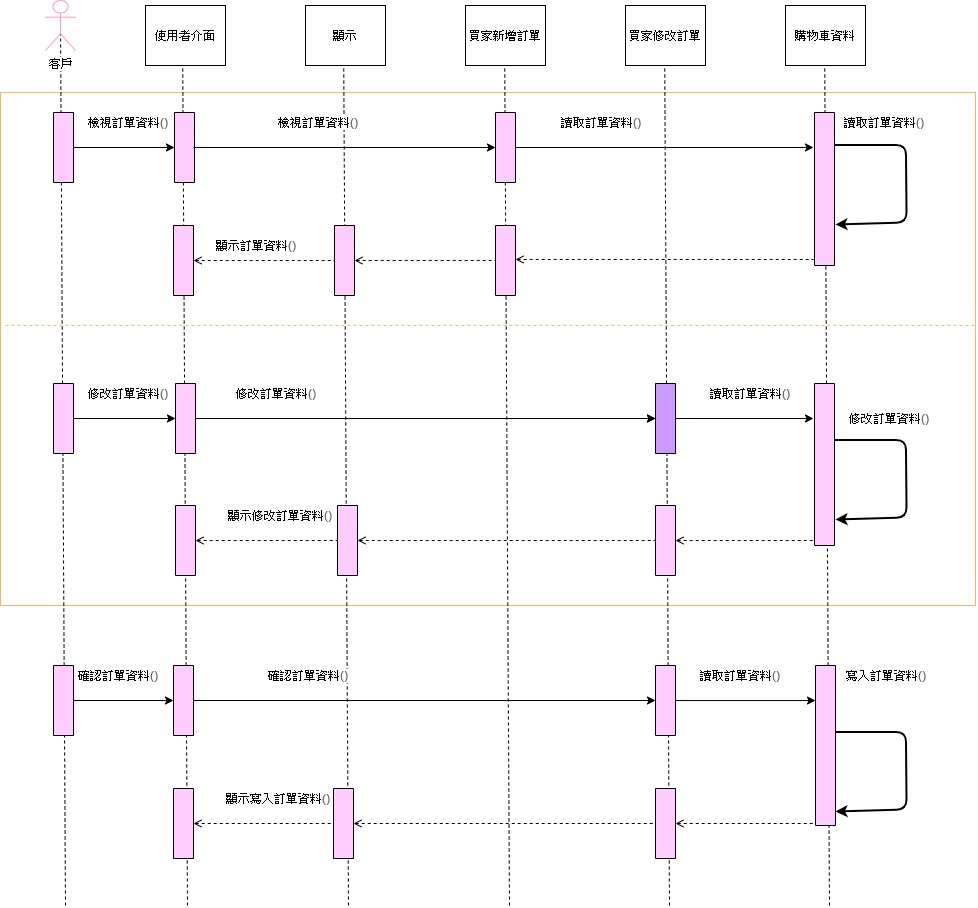 客戶
使用者介面
顯示
買家新增訂單
買家修改訂單
購物車資料
檢視訂單資料()
檢視訂單資料()
讀取訂單資料()
讀取訂單資料()
顯示訂單資料()
修改訂單資料()
修改訂單資料()
讀取訂單資料()
修改訂單資料()
顯示修改訂單資料()
確認訂單資料()
確認訂單資料()
讀取訂單資料()
寫入訂單資料()
顯示寫入訂單資料()